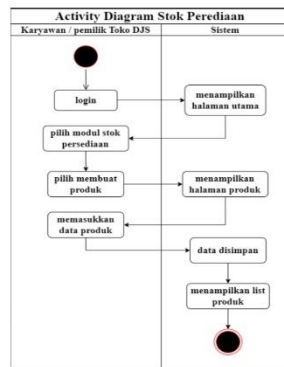 Activity Diagram Stok Perediaan
Karyawan / pemilik Toko DJS
Sistem
login
menampilkan
halaman utama
pilih modul stok
persediaan
pilih membuat
produk
menampilkan
halaman produk
memasukkan
data produk
data disimpan
menampilkan list
produk